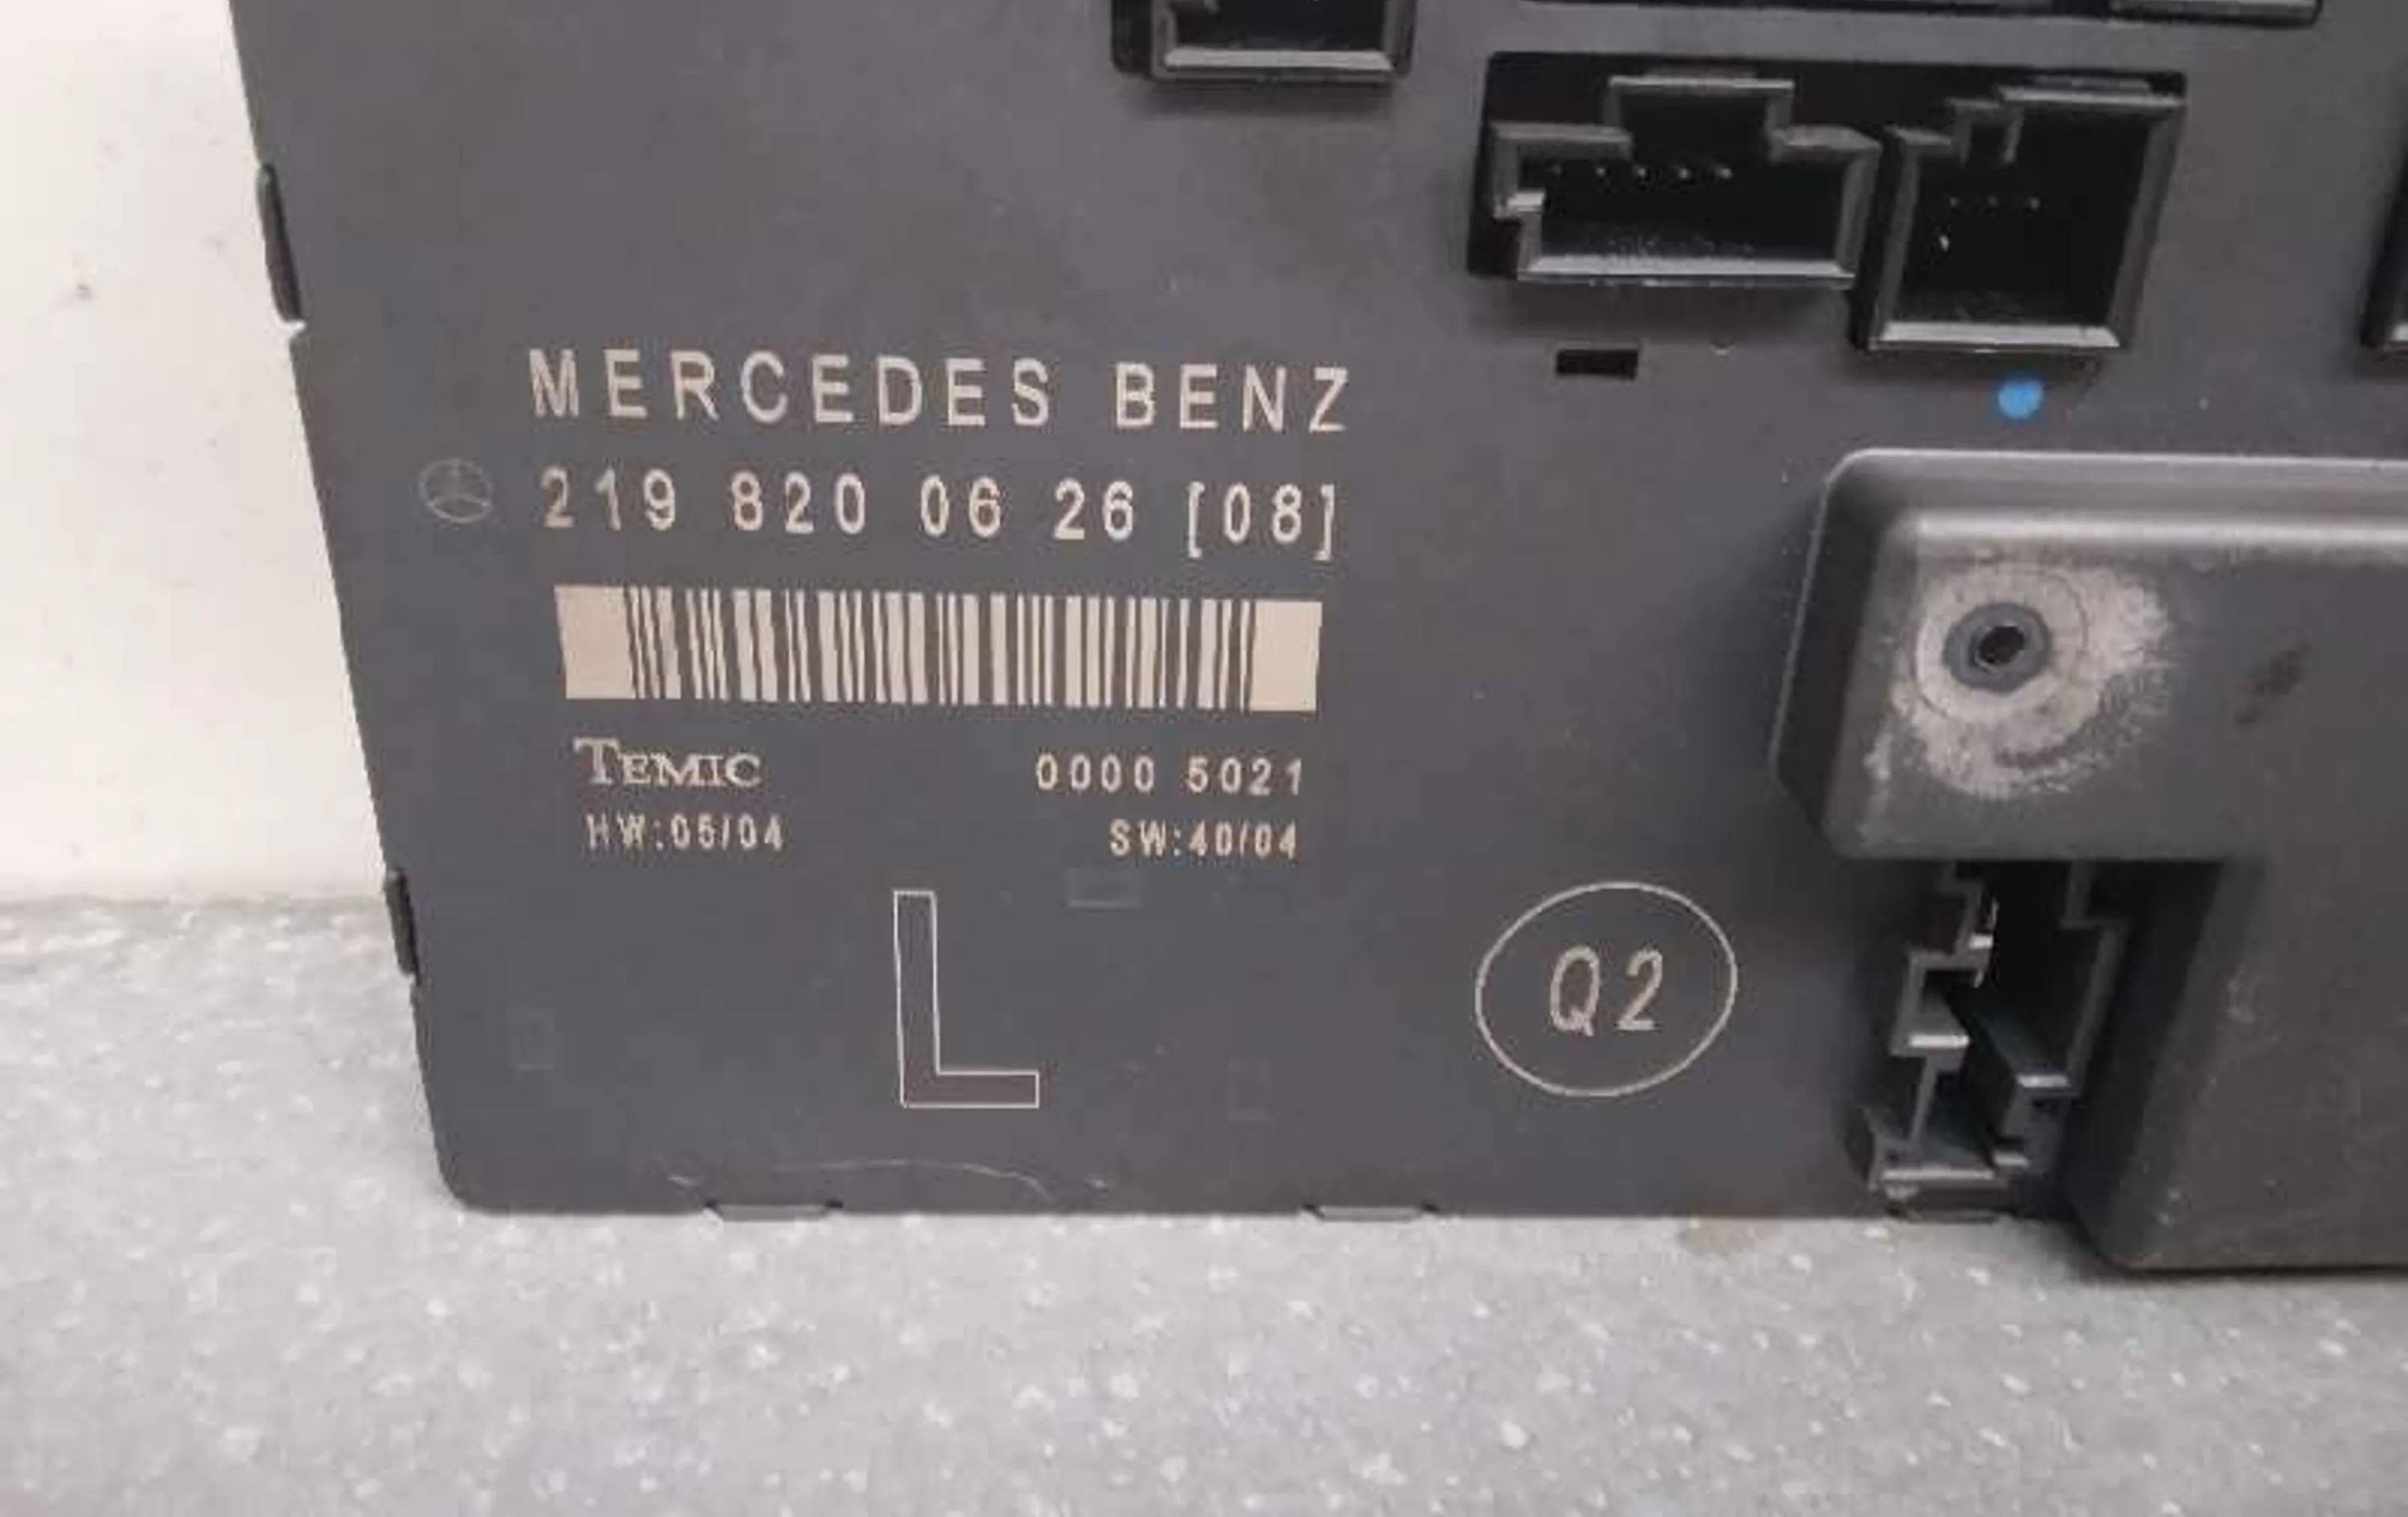 MERCEDES BENZ
219 820 06 26 [08]
TEMIC 0000 5021
HW:05/04 SW:40/04
L
Q2